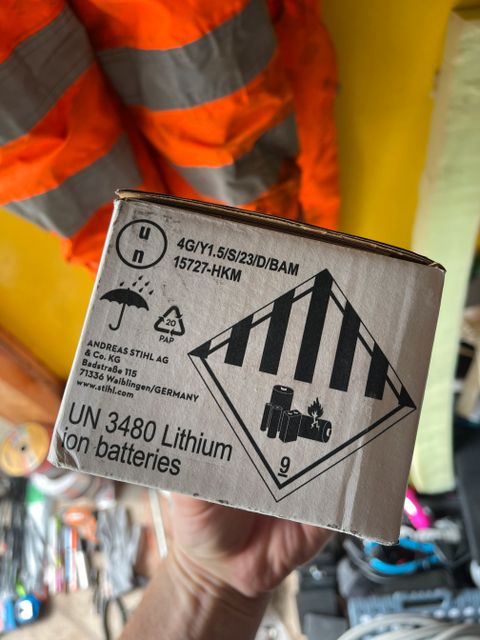 un
4G/Y1.5/S/23/D/BAM
15727-HKM
20
PAP
ANDREAS STIHL AG
& Co. KG
Badstraße 115
71336 Waiblingen/GERMANY
www.stihl.com
UN 3480 Lithium
ion batteries
9